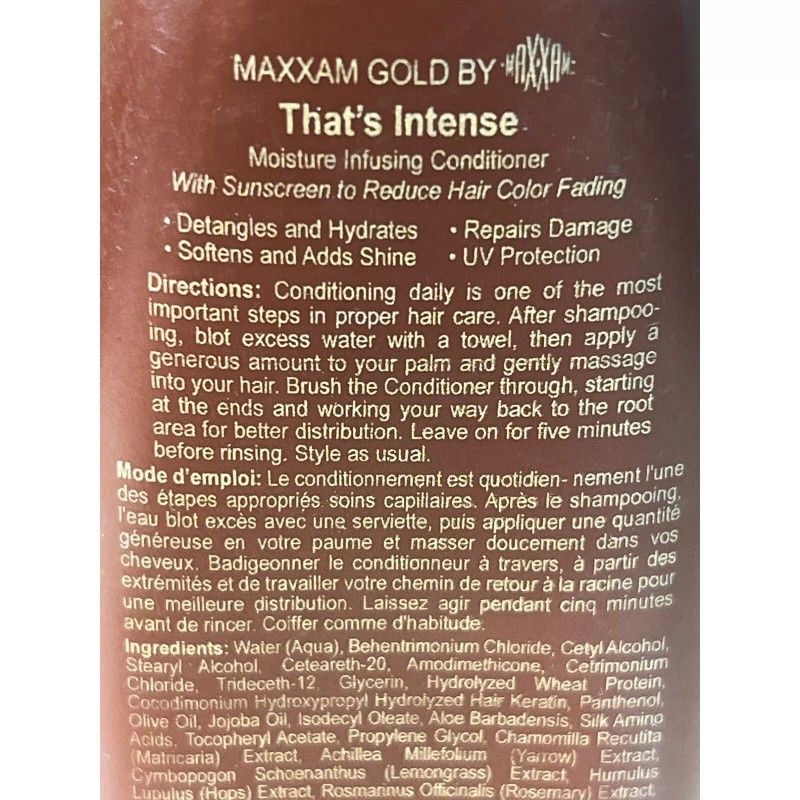 MAXXAM GOLD BY MAXXAM
That's Intense
Moisture Infusing Conditioner
With Sunscreen to Reduce Hair Color Fading
• Detangles and Hydrates • Repairs Damage
• Softens and Adds Shine • UV Protection
Directions: Conditioning daily is one of the most
important steps in proper hair care. After shampoo-
ing, blot excess water with a towel, then apply a
generous amount to your palm and gently massage
into your hair. Brush the Conditioner through, starting
at the ends and working your way back to the root
area for better distribution. Leave on for five minutes
before rinsing. Style as usual.
Mode d'emploi: Le conditionnement est quotidien- nement l'une
des étapes appropriés soins capillaires. Après le shampooing,
l'eau blot excès avec une serviette, puis appliquer une quantité
généreuse en votre paume et masser doucement dans vos
cheveux. Badigeonner le conditionneur à travers, à partir des
extrémités et de travailler votre chemin de retour à la racine pour
une meilleure distribution. Laissez agir pendant cinq minutes
avant de rincer. Coiffer comme d'habitude.
Ingredients: Water (Aqua), Behentrimonium Chloride, Cetyl Alcohol,
Stearyl Alcohol, Ceteareth-20, Amodimethicone, Cetrimonium
Chloride, Trideceth-12, Glycerin, Hydrolyzed Wheat Protein,
Cocodimonium Hydroxypropyl Hydrolyzed Hair Keratin, Panthenol,
Olive Oil, Jojoba Oil, Isodecyl Oleate, Aloe Barbadensis, Silk Amino
Acids, Tocopheryl Acetate, Propylene Glycol, Chamomilla Recutita
(Matricaria) Extract, Achillea Millefolium (Yarrow) Extract,
Cymbopogon Schoenanthus (Lemongrass) Extract, Humulus
Lupulus (Hops) Extract, Rosmarinus Officinalis (Rosemary) Extract,